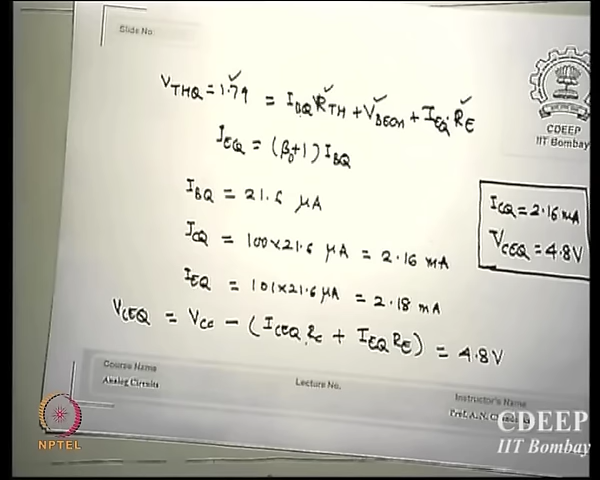 Slide No.
V_THQ = 1.79 = I_BQ R_TH + V_BEON + I_EQ . R_E
I_EQ = (β_0+1) I_BQ
I_BQ = 21.6 μA
I_CQ = 100×21.6 μA = 2.16 mA
I_EQ = 101×21.6 μA = 2.18 mA
V_CEQ = V_CC - (I_CEQ R_C + I_EQ R_E) = 4.8V
I_CQ = 2.16 mA
V_CEQ = 4.8V
CDEEP
IIT Bombay
Course Name
Analog Circuits
Lecture No.
Instructor's Name
Prof. A.N.
NPTEL
CDEEP
IIT Bombay